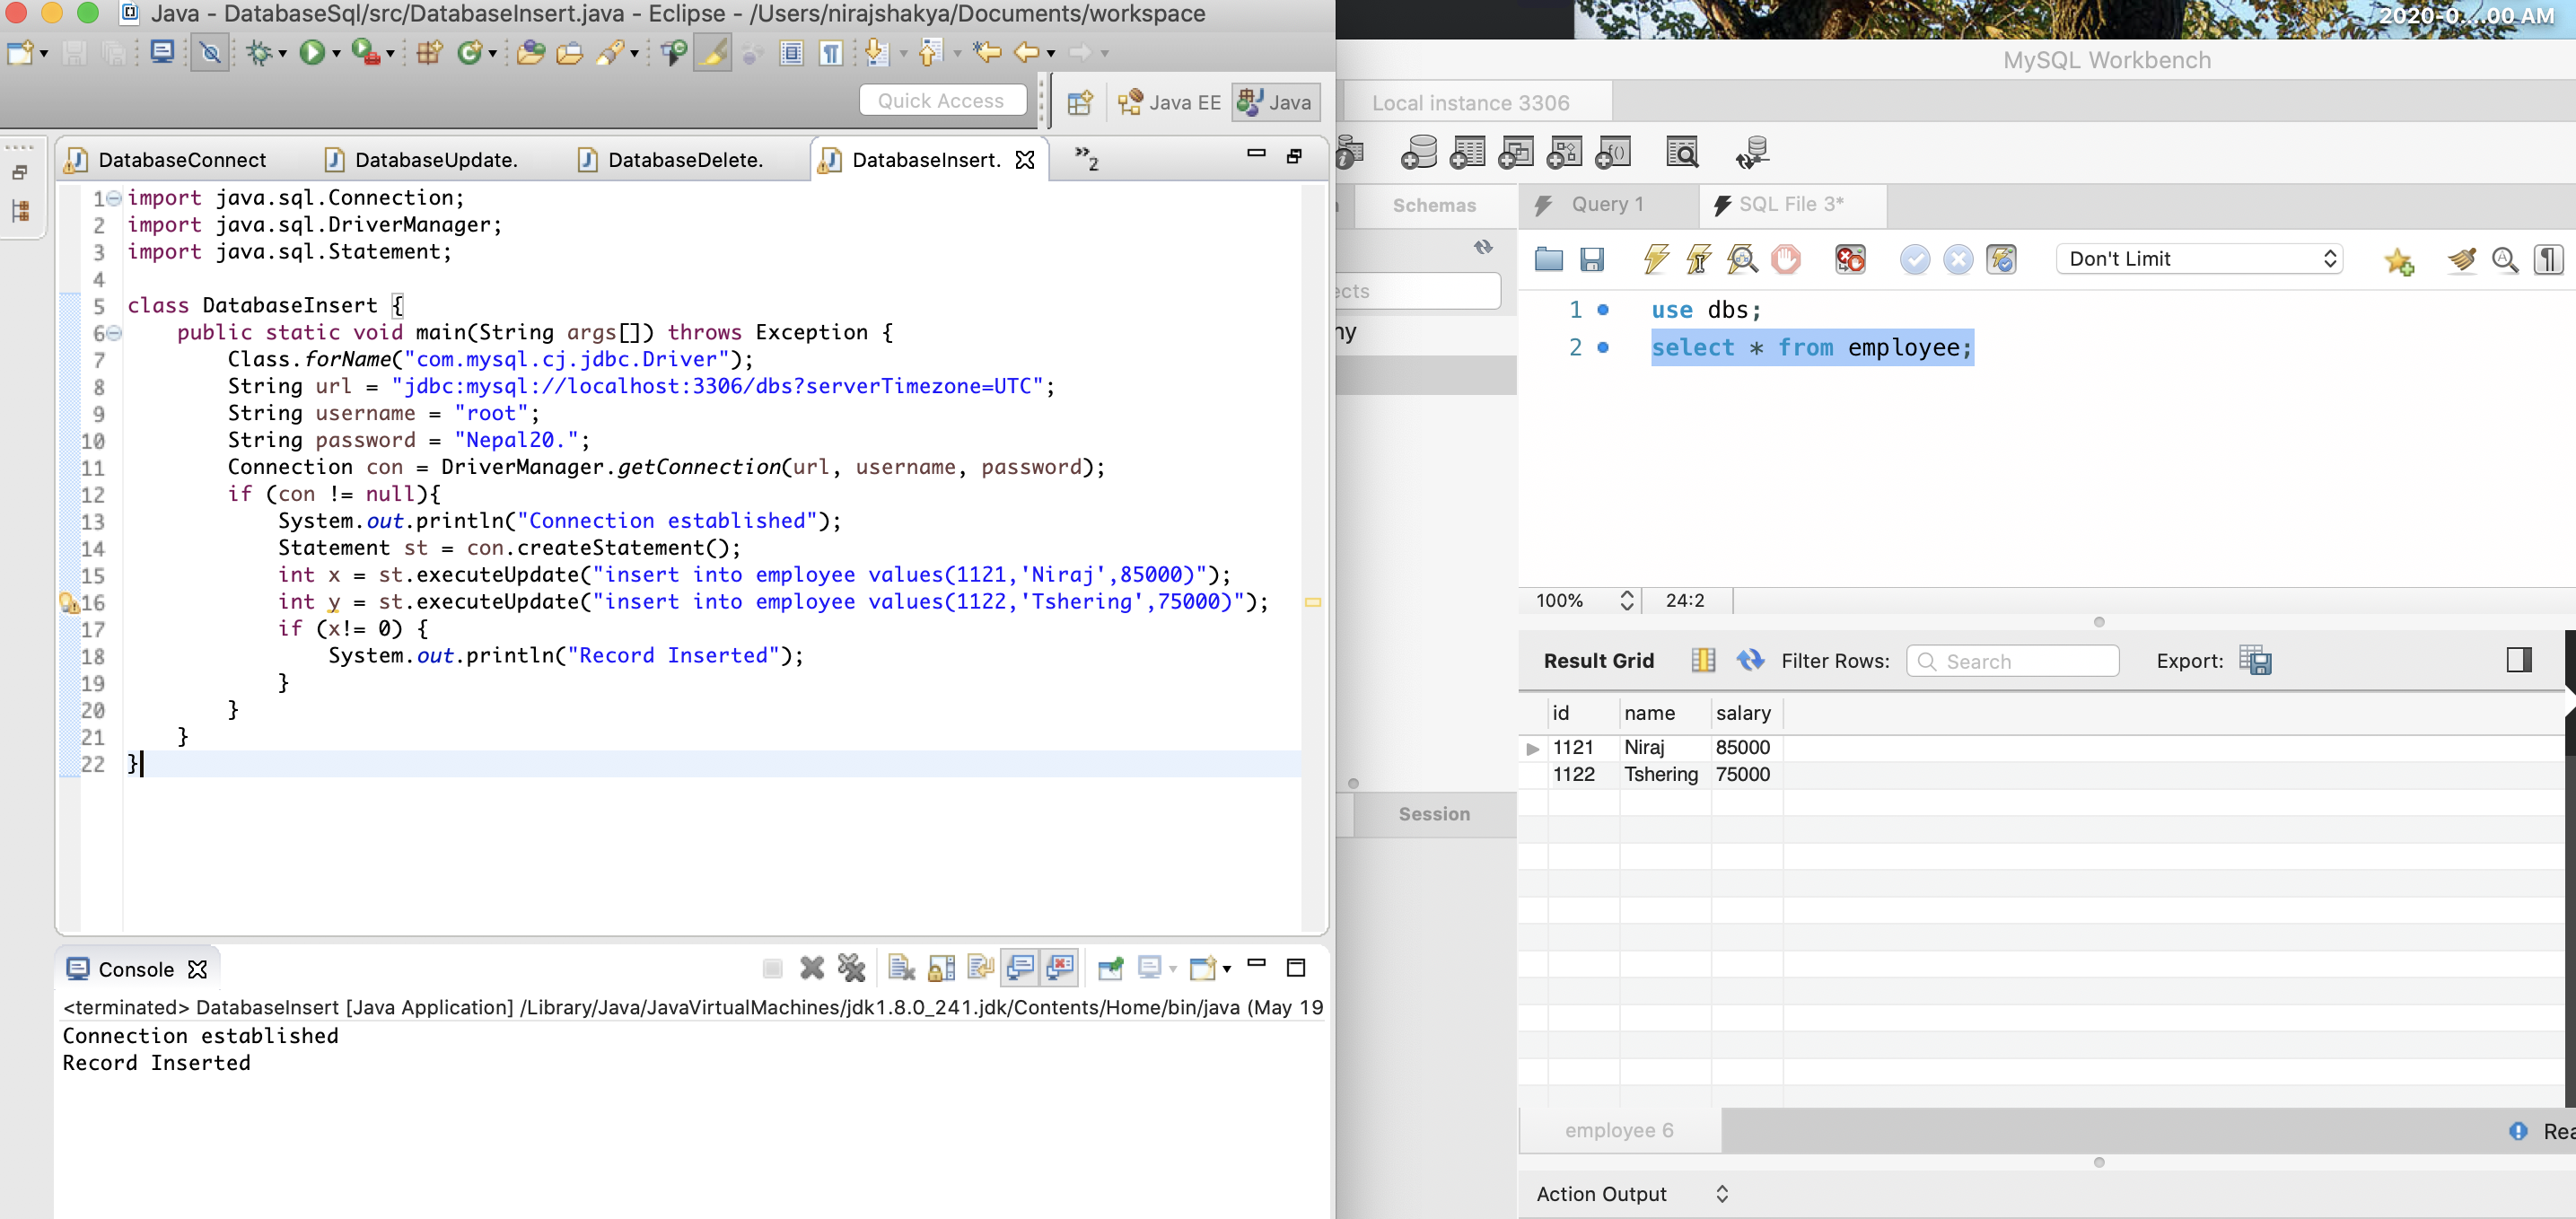 Java - DatabaseSql/src/DatabaseInsert.java - Eclipse - /Users/nirajshakya/Documents/workspace
Quick Access
Java EE
Java
DatabaseConnect
DatabaseUpdate.
DatabaseDelete.
DatabaseInsert.
»2
1 import java.sql.Connection;
2 import java.sql.DriverManager;
3 import java.sql.Statement;
4
5 class DatabaseInsert {
6 public static void main(String args[]) throws Exception {
7 Class.forName("com.mysql.cj.jdbc.Driver");
8 String url = "jdbc:mysql://localhost:3306/dbs?serverTimezone=UTC";
9 String username = "root";
10 String password = "Nepal20.";
11 Connection con = DriverManager.getConnection(url, username, password);
12 if (con != null){
13 System.out.println("Connection established");
14 Statement st = con.createStatement();
15 int x = st.executeUpdate("insert into employee values(1121,'Niraj',85000)");
16 int y = st.executeUpdate("insert into employee values(1122,'Tshering',75000)");
17 if (x!= 0) {
18 System.out.println("Record Inserted");
19 }
20 }
21 }
22 }
Console
<terminated> DatabaseInsert [Java Application] /Library/Java/JavaVirtualMachines/jdk1.8.0_241.jdk/Contents/Home/bin/java (May 19
Connection established
Record Inserted
2020-0...00 AM
MySQL Workbench
Local instance 3306
Schemas
Query 1
SQL File 3*
Don't Limit
1 use dbs;
2 select * from employee;
100%
24:2
Result Grid
Filter Rows:
Search
Export:
id name salary
1121 Niraj 85000
1122 Tshering 75000
Session
employee 6
Action Output